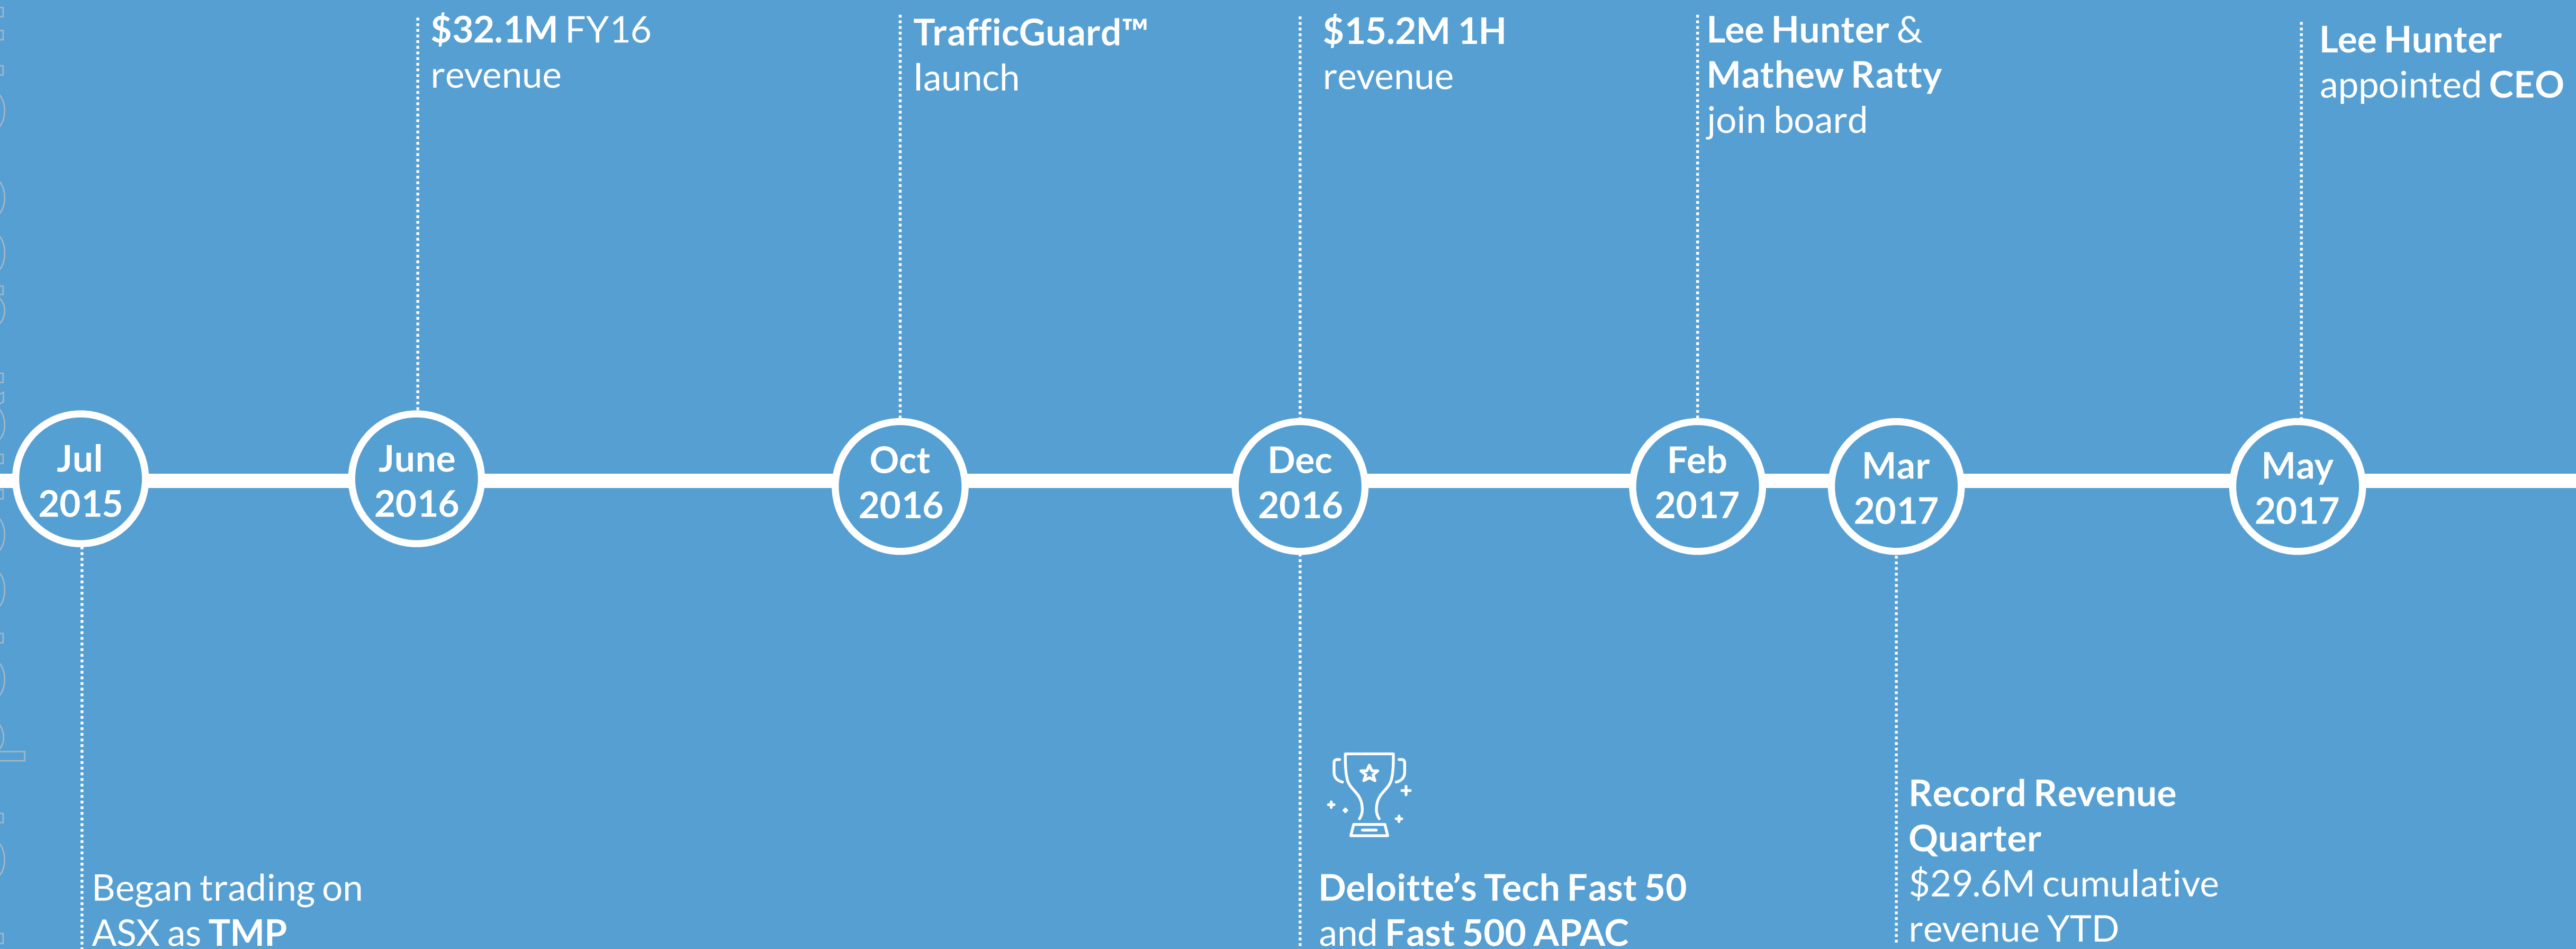 $32.1M FY16
revenue
TrafficGuard™
launch
$15.2M 1H
revenue
Lee Hunter &
Mathew Ratty
join board
Lee Hunter
appointed CEO
Jul
2015
June
2016
Oct
2016
Dec
2016
Feb
2017
Mar
2017
May
2017
Began trading on
ASX as TMP
Deloitte’s Tech Fast 50
and Fast 500 APAC
Record Revenue
Quarter
$29.6M cumulative
revenue YTD